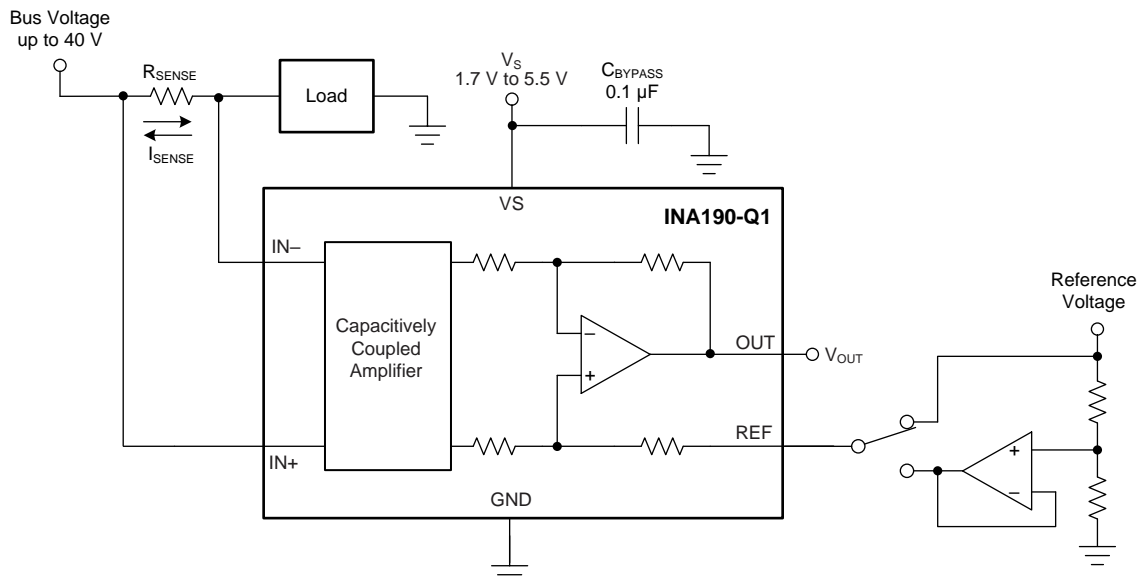 Bus Voltage
up to 40 V
RSENSE
ISENSE
Load
VS
1.7 V to 5.5 V
CBYPASS
0.1 µF
VS
INA190-Q1
IN–
Capacitively
Coupled
Amplifier
–
+
OUT
VOUT
REF
IN+
GND
Reference
Voltage
+
–